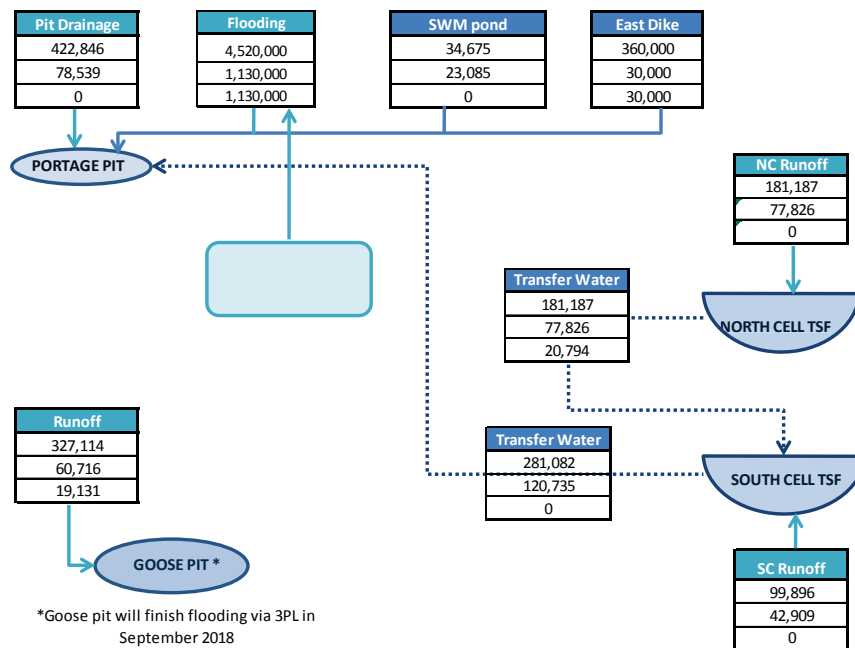 Pit Drainage
422,846
78,539
0
Flooding
4,520,000
1,130,000
1,130,000
SWM pond
34,675
23,085
0
East Dike
360,000
30,000
30,000
PORTAGE PIT
NC Runoff
181,187
77,826
0
Transfer Water
181,187
77,826
20,794
NORTH CELL TSF
Runoff
327,114
60,716
19,131
Transfer Water
281,082
120,735
0
SOUTH CELL TSF
GOOSE PIT *
SC Runoff
99,896
42,909
0
*Goose pit will finish flooding via 3PL in
September 2018